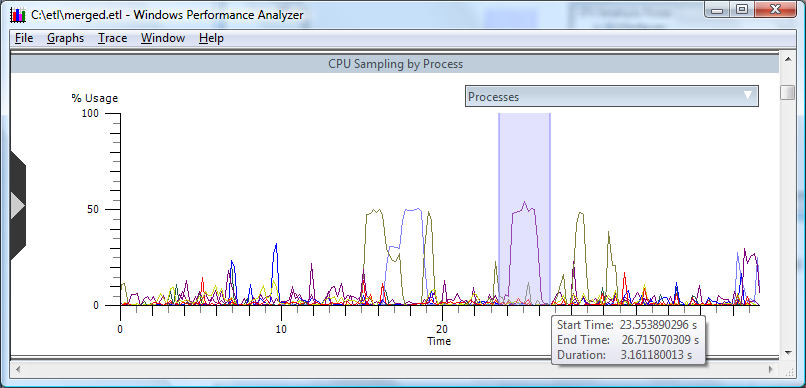 C:\etl\merged.etl - Windows Performance Analyzer
File Graphs Trace Window Help
CPU Sampling by Process
% Usage
Processes
100
50
0
0 10 20
Time
Start Time: 23.553890296 s
End Time: 26.715070309 s
Duration: 3.161180013 s